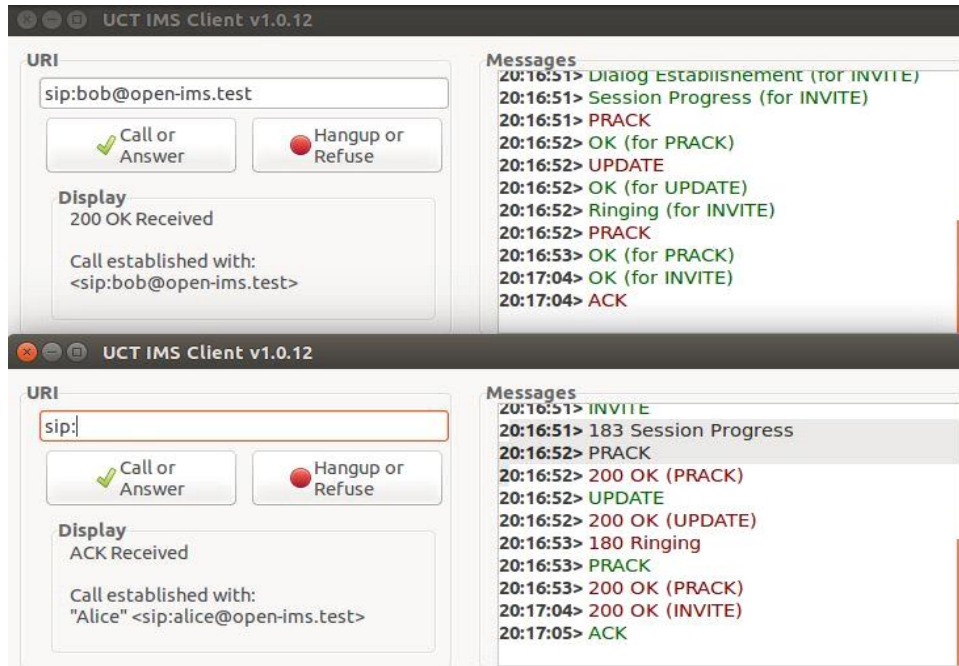 UCT IMS Client v1.0.12
URI
sip:bob@open-ims.test
Call or
Answer
Hangup or
Refuse
Display
200 OK Received
Call established with:
<sip:bob@open-ims.test>
Messages
20:16:51> Dialog Establishement (for INVITE)
20:16:51> Session Progress (for INVITE)
20:16:51> PRACK
20:16:52> OK (for PRACK)
20:16:52> UPDATE
20:16:52> OK (for UPDATE)
20:16:52> Ringing (for INVITE)
20:16:52> PRACK
20:16:53> OK (for PRACK)
20:17:04> OK (for INVITE)
20:17:04> ACK
UCT IMS Client v1.0.12
URI
sip:
Call or
Answer
Hangup or
Refuse
Display
ACK Received
Call established with:
"Alice" <sip:alice@open-ims.test>
Messages
20:16:51> INVITE
20:16:51> 183 Session Progress
20:16:52> PRACK
20:16:52> 200 OK (PRACK)
20:16:52> UPDATE
20:16:52> 200 OK (UPDATE)
20:16:53> 180 Ringing
20:16:53> PRACK
20:16:53> 200 OK (PRACK)
20:17:04> 200 OK (INVITE)
20:17:05> ACK